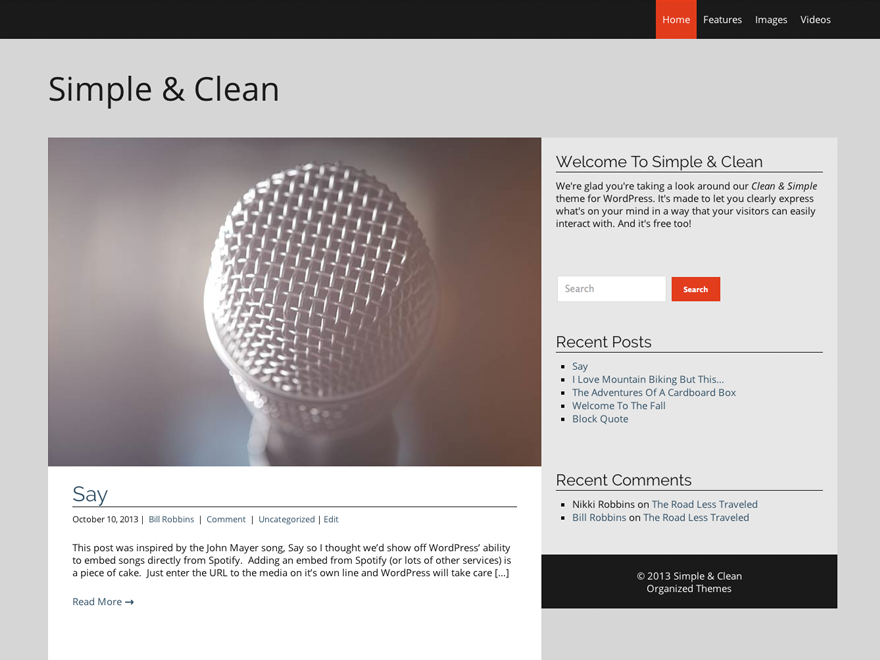 Home Features Images Videos
Simple & Clean
Say
October 10, 2013 | Bill Robbins | Comment | Uncategorized | Edit
This post was inspired by the John Mayer song, Say so I thought we’d show off WordPress’ ability
to embed songs directly from Spotify.  Adding an embed from Spotify (or lots of other services) is
a piece of cake.  Just enter the URL to the media on it’s own line and WordPress will take care [...]
Read More →
Welcome To Simple & Clean
We're glad you're taking a look around our Clean & Simple
theme for WordPress. It's made to let you clearly express
what's on your mind in a way that your visitors can easily
interact with. And it's free too!
Search Search
Recent Posts
Say
I Love Mountain Biking But This...
The Adventures Of A Cardboard Box
Welcome To The Fall
Block Quote
Recent Comments
Nikki Robbins on The Road Less Traveled
Bill Robbins on The Road Less Traveled
© 2013 Simple & Clean
Organized Themes